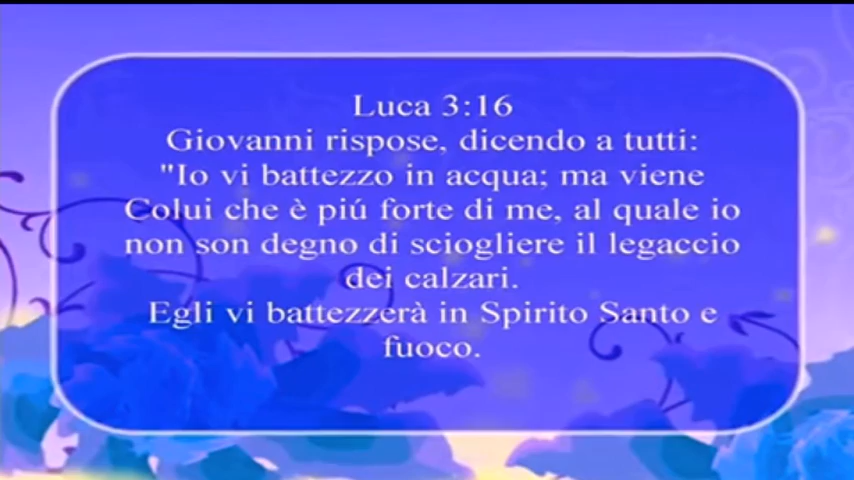 Luca 3:16
Giovanni rispose, dicendo a tutti:
"Io vi battezzo in acqua; ma viene
Colui che è piú forte di me, al quale io
non son degno di sciogliere il legaccio
dei calzari.
Egli vi battezzerà in Spirito Santo e
fuoco.